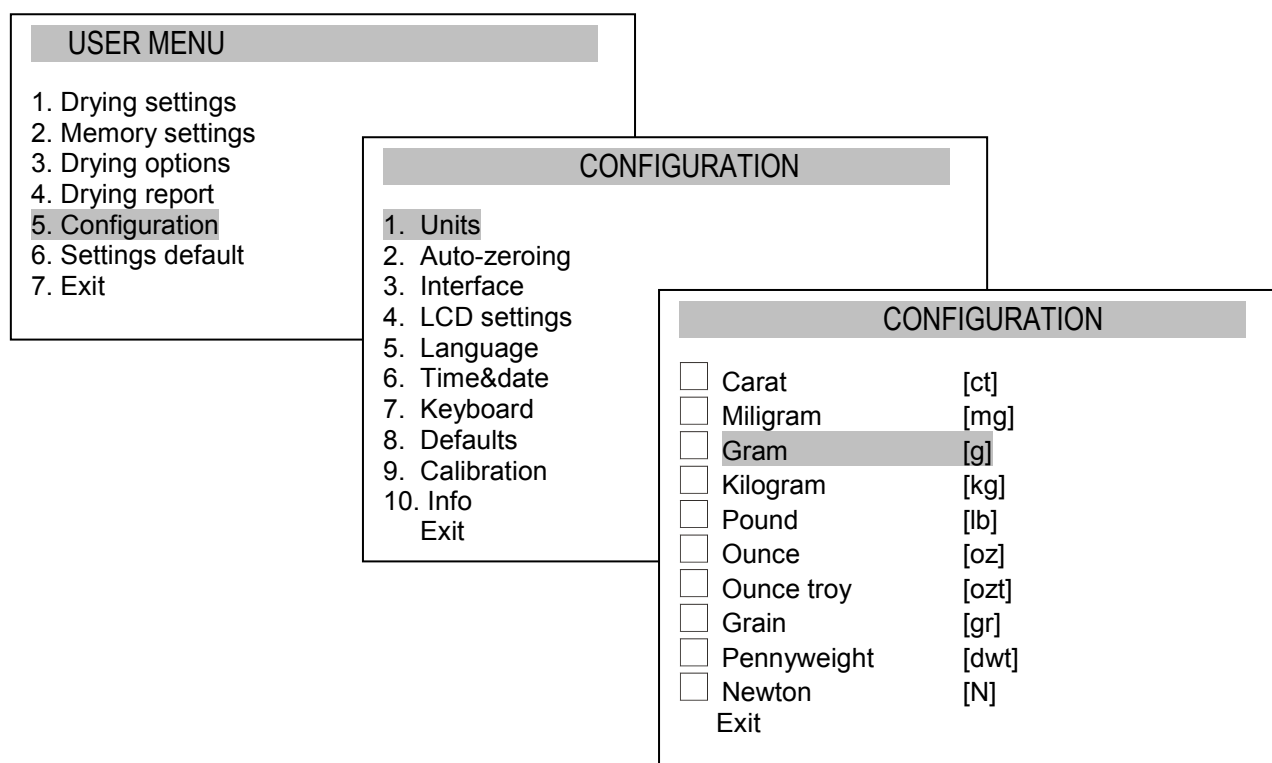 USER MENU
1. Drying settings
2. Memory settings
3. Drying options
4. Drying report
5. Configuration
6. Settings default
7. Exit
CONFIGURATION
1. Units
2. Auto-zeroing
3. Interface
4. LCD settings
5. Language
6. Time&date
7. Keyboard
8. Defaults
9. Calibration
10. Info
Exit
CONFIGURATION
Carat [ct]
Miligram [mg]
Gram [g]
Kilogram [kg]
Pound [lb]
Ounce [oz]
Ounce troy [ozt]
Grain [gr]
Pennyweight [dwt]
Newton [N]
Exit